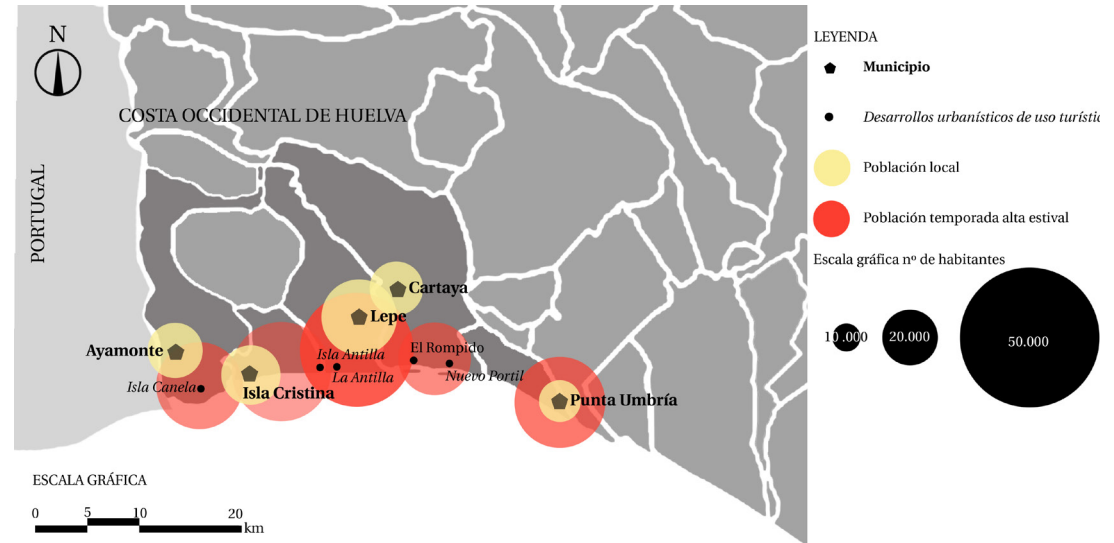 N
COSTA OCCIDENTAL DE HUELVA
PORTUGAL
Cartaya
Lepe
Ayamonte
Isla Antilla
El Rompido
La Antilla
Nuevo Portil
Isla Canela
Isla Cristina
Punta Umbría
ESCALA GRÁFICA
0 5 10 20
km
LEYENDA
Municipio
Desarrollos urbanísticos de uso turístic
Población local
Población temporada alta estival
Escala gráfica nº de habitantes
10.000 20.000 50.000